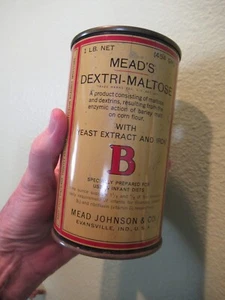 1 LB. NET
MEAD'S
DEXTRI-MALTOSE
A product consisting of maltose
and dextrins, resulting from the
enzymic action of barley malt
on corn flour.
WITH
YEAST EXTRACT AND IRON
B
SPECIALLY PREPARED FOR
USE IN INFANT DIETS
MEAD JOHNSON & CO.
EVANSVILLE, IND., U.S.A.